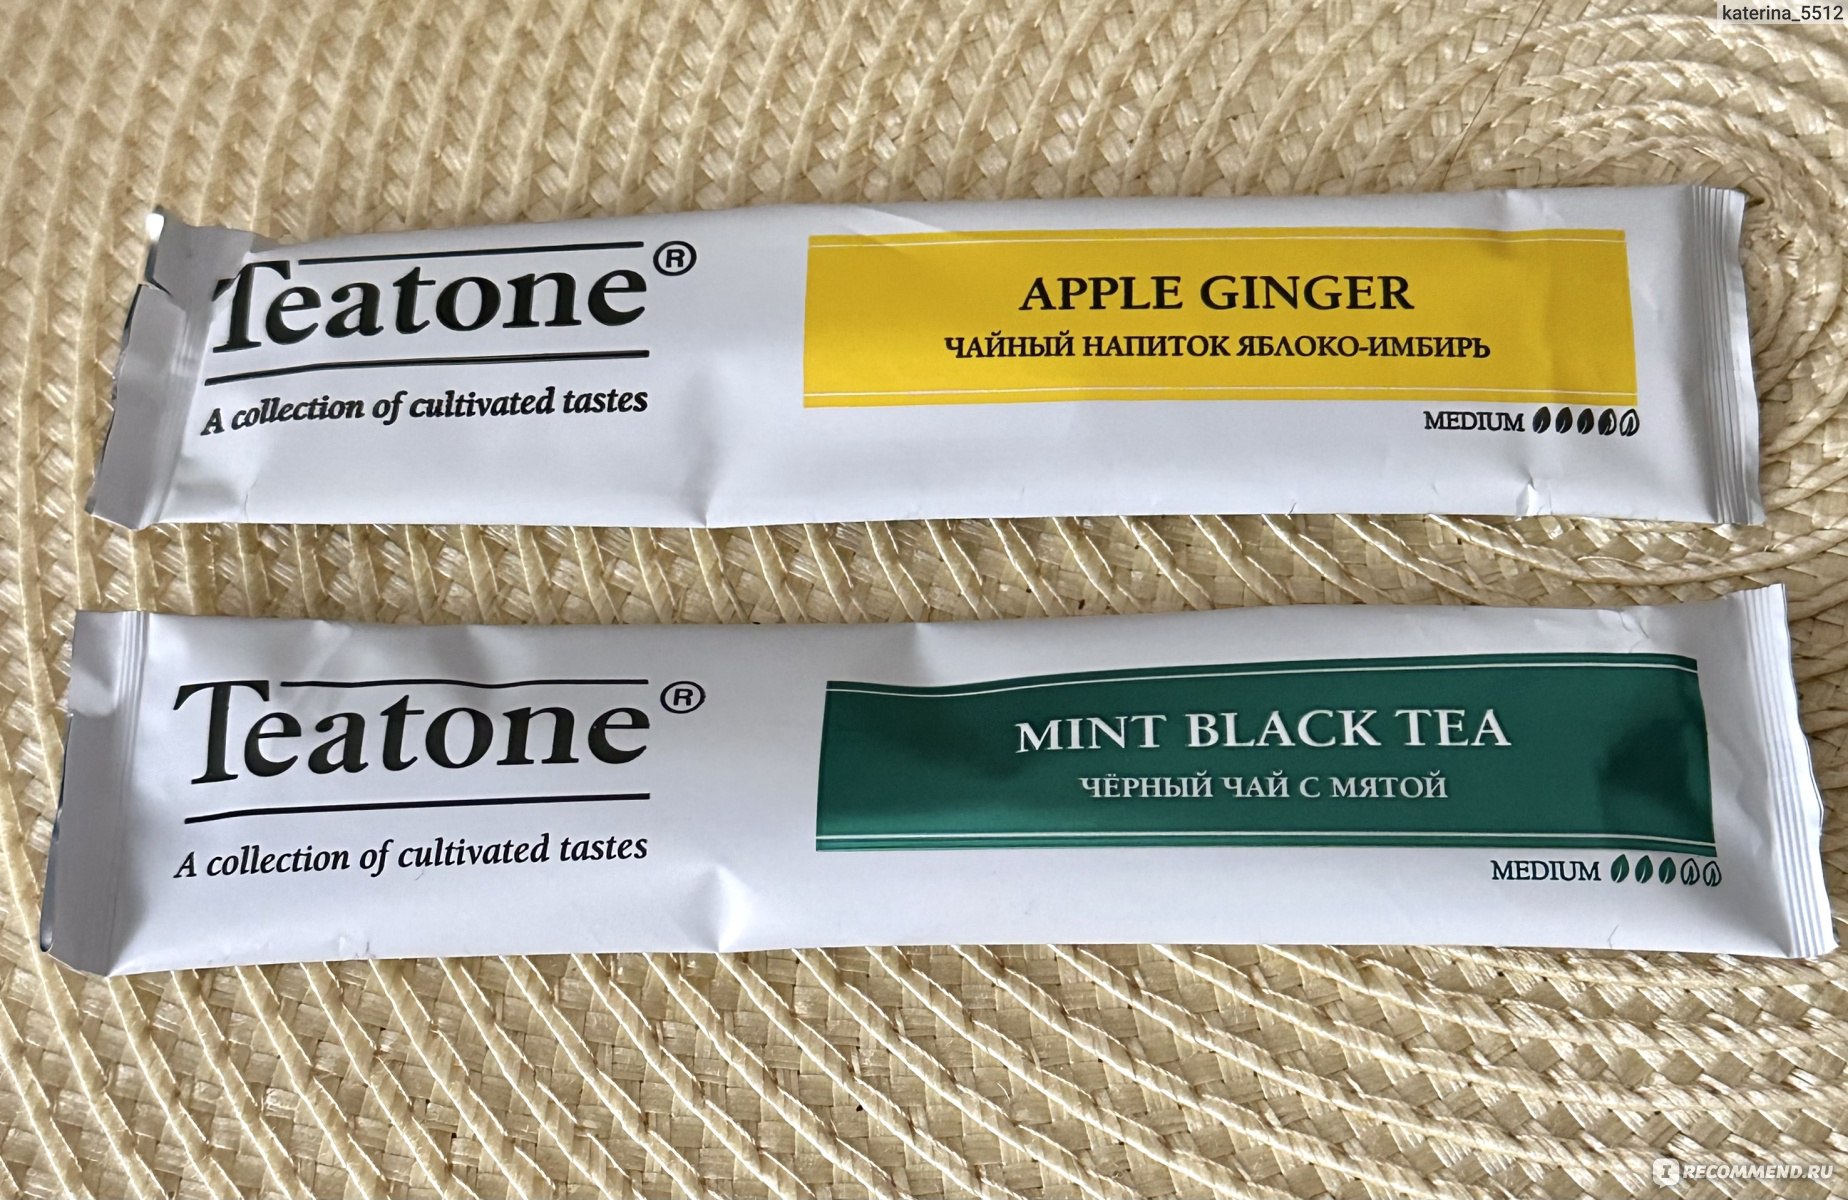 katerina_5512
Teatone®
A collection of cultivated tastes
APPLE GINGER
ЧАЙНЫЙ НАПИТОК ЯБЛОКО-ИМБИРЬ
MEDIUM
Teatone®
A collection of cultivated tastes
MINT BLACK TEA
ЧЁРНЫЙ ЧАЙ С МЯТОЙ
MEDIUM
RECOMMEND.RU